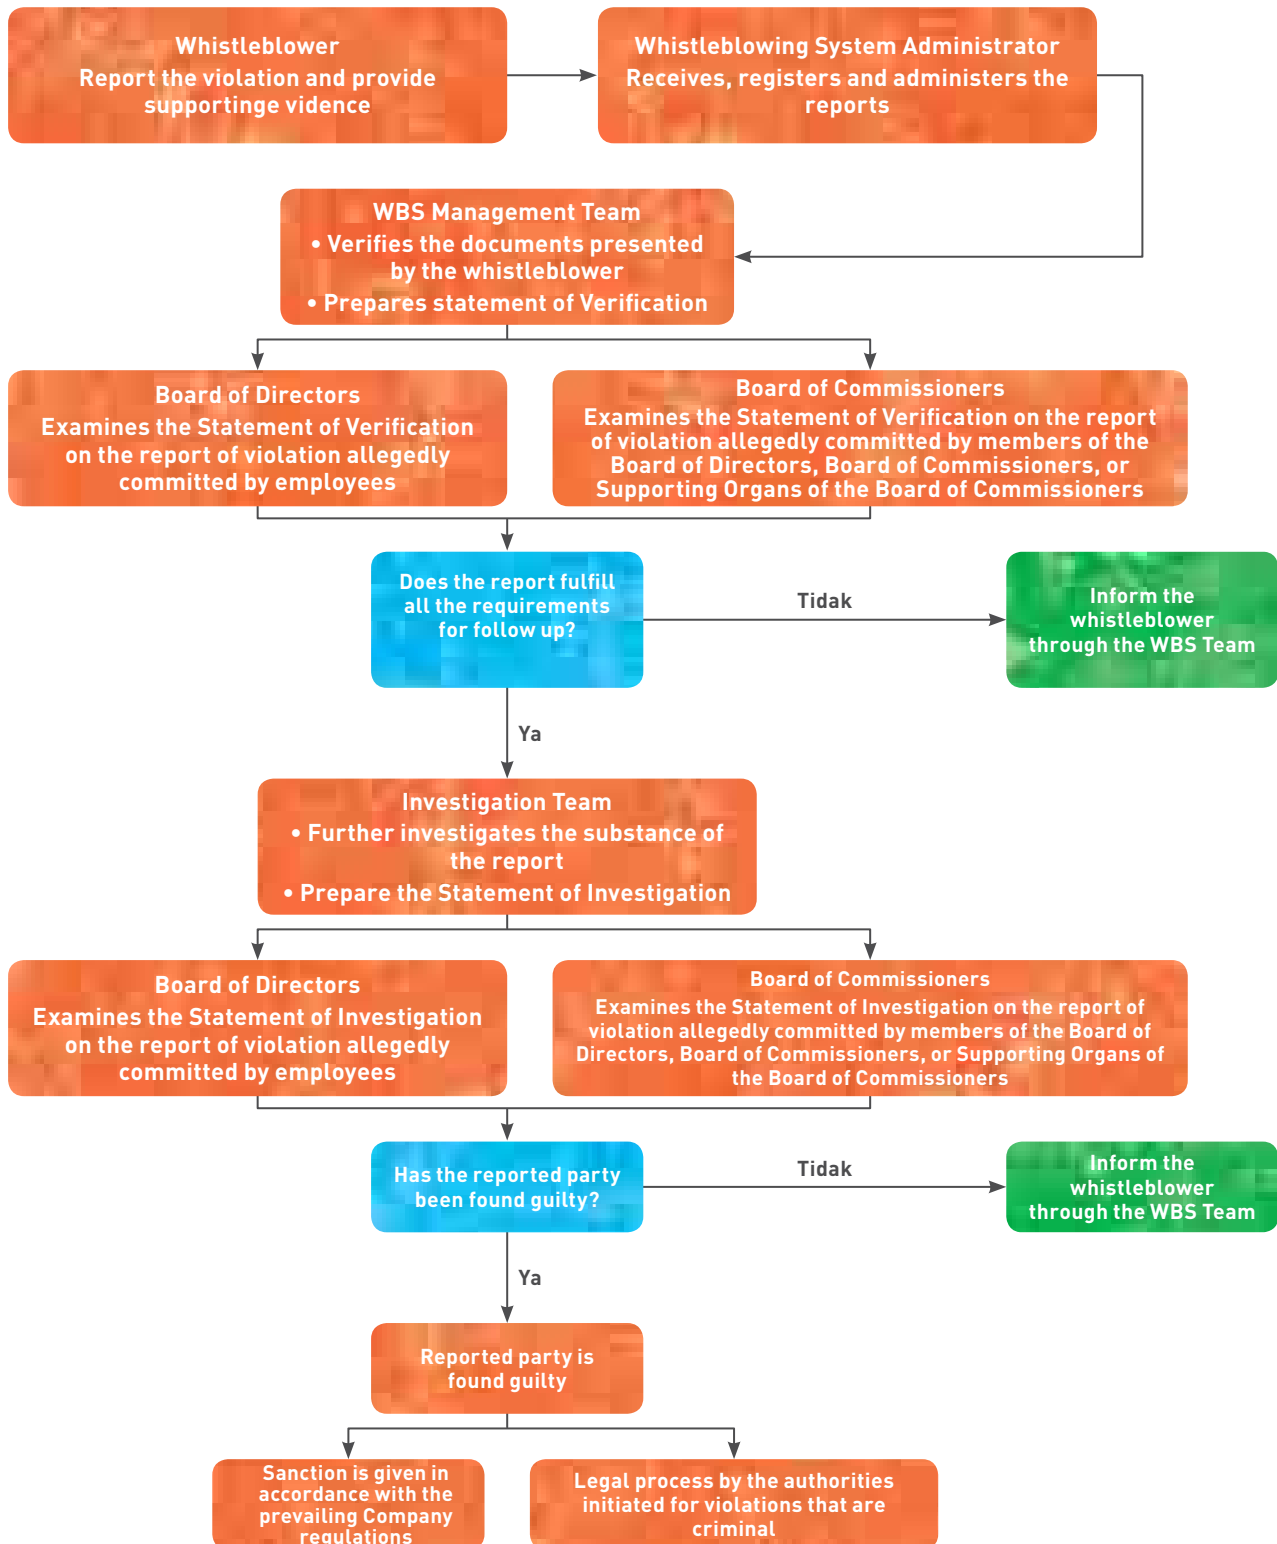 Whistleblower
Report the violation and provide
supportinge vidence
Whistleblowing System Administrator
Receives, registers and administers the
reports
WBS Management Team
• Verifies the documents presented
by the whistleblower
• Prepares statement of Verification
Board of Directors
Examines the Statement of Verification
on the report of violation allegedly
committed by employees
Board of Commissioners
Examines the Statement of Verification on the report
of violation allegedly committed by members of the
Board of Directors, Board of Commissioners, or
Supporting Organs of the Board of Commissioners
Does the report fulfill
all the requirements
for follow up?
Tidak
Inform the
whistleblower
through the WBS Team
Ya
Investigation Team
• Further investigates the substance of
the report
• Prepare the Statement of Investigation
Board of Directors
Examines the Statement of Investigation
on the report of violation allegedly
committed by employees
Board of Commissioners
Examines the Statement of Investigation on the report of
violation allegedly committed by members of the Board of
Directors, Board of Commissioners, or Supporting Organs of
the Board of Commissioners
Has the reported party
been found guilty?
Tidak
Inform the
whistleblower
through the WBS Team
Ya
Reported party is
found guilty
Sanction is given in
accordance with the
prevailing Company
regulations
Legal process by the authorities
initiated for violations that are
criminal